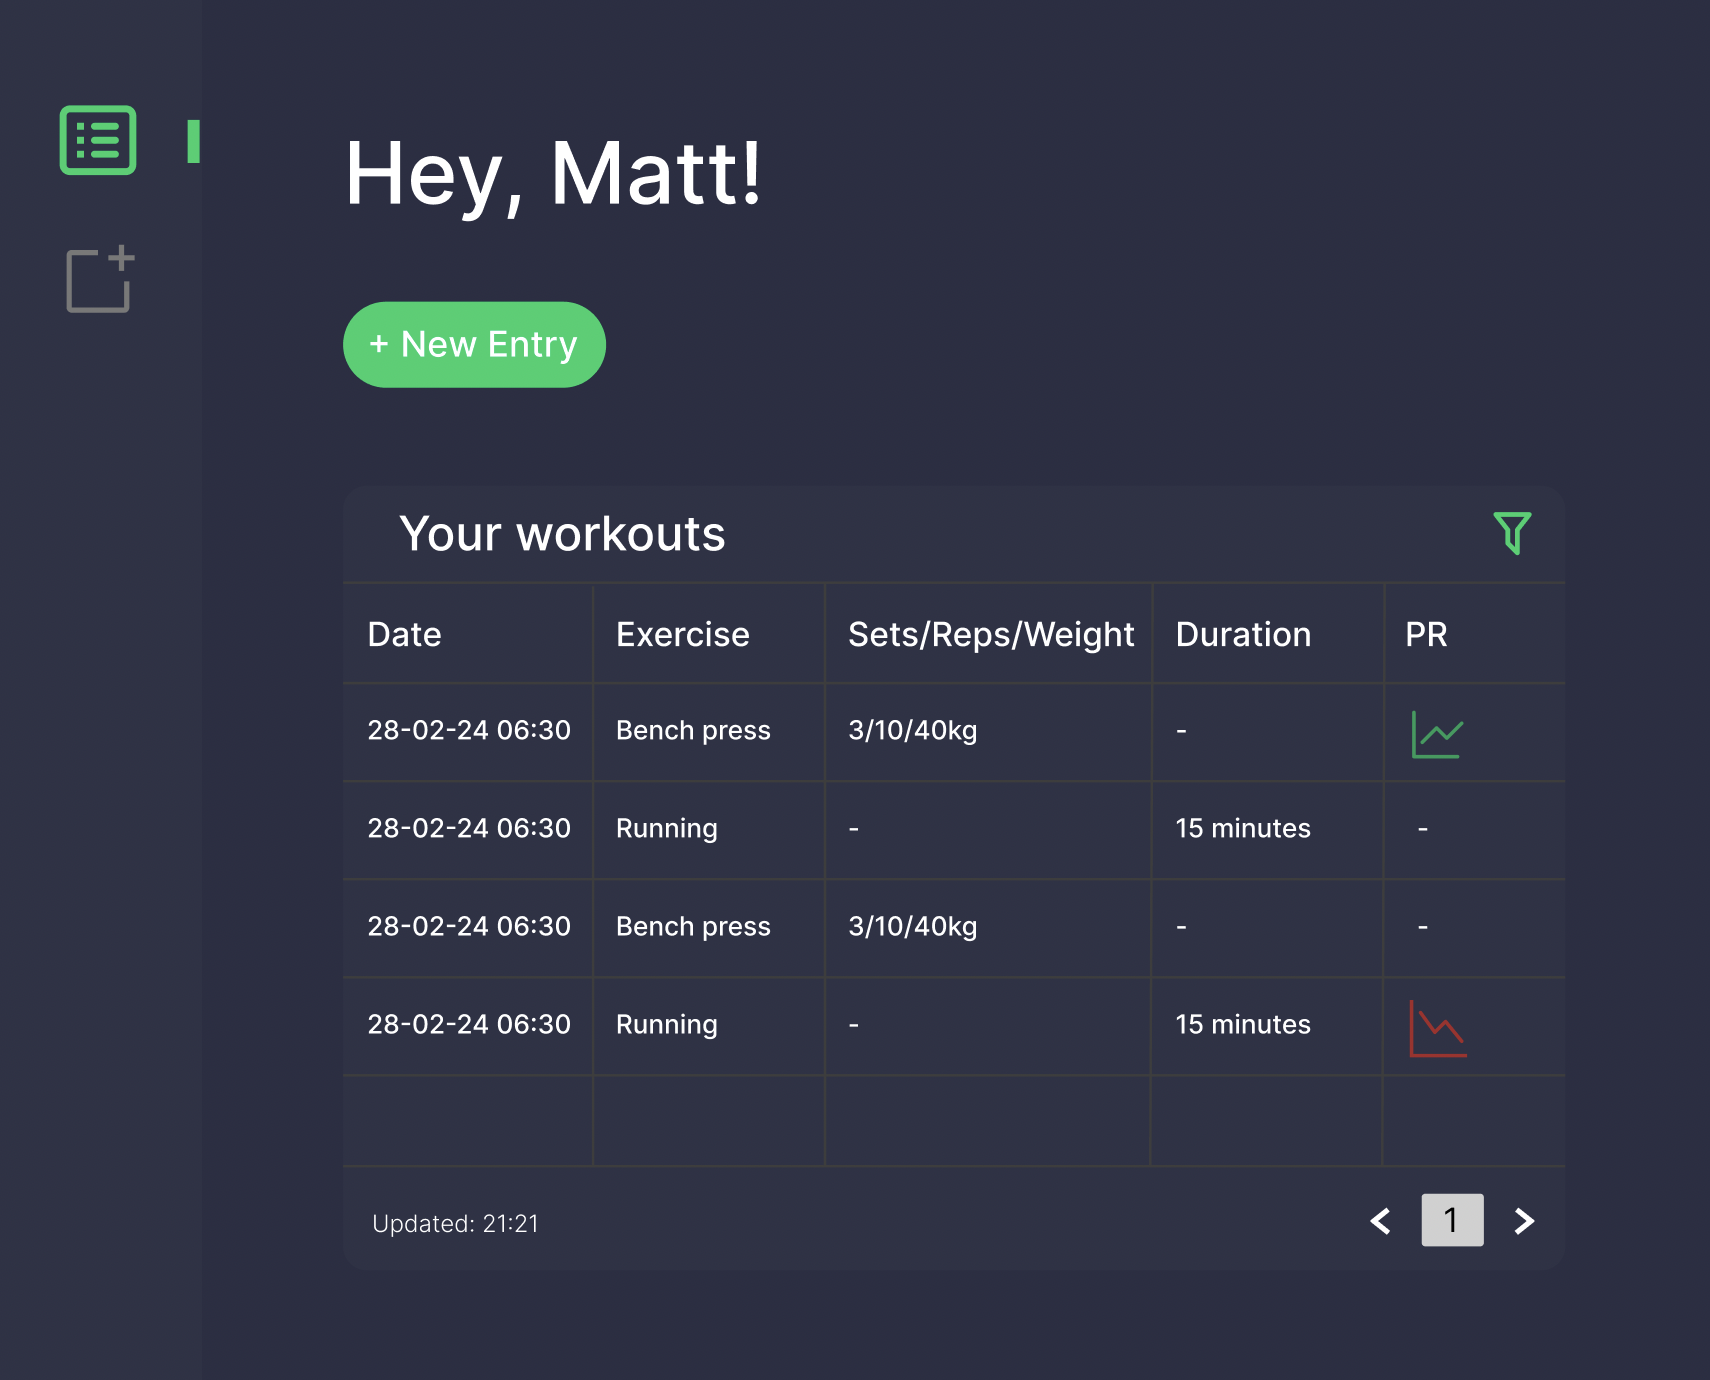 Hey, Matt!
+ New Entry
Your workouts
Date Exercise Sets/Reps/Weight Duration PR
28-02-24 06:30 Bench press 3/10/40kg -
28-02-24 06:30 Running - 15 minutes -
28-02-24 06:30 Bench press 3/10/40kg - -
28-02-24 06:30 Running - 15 minutes
Updated: 21:21 1